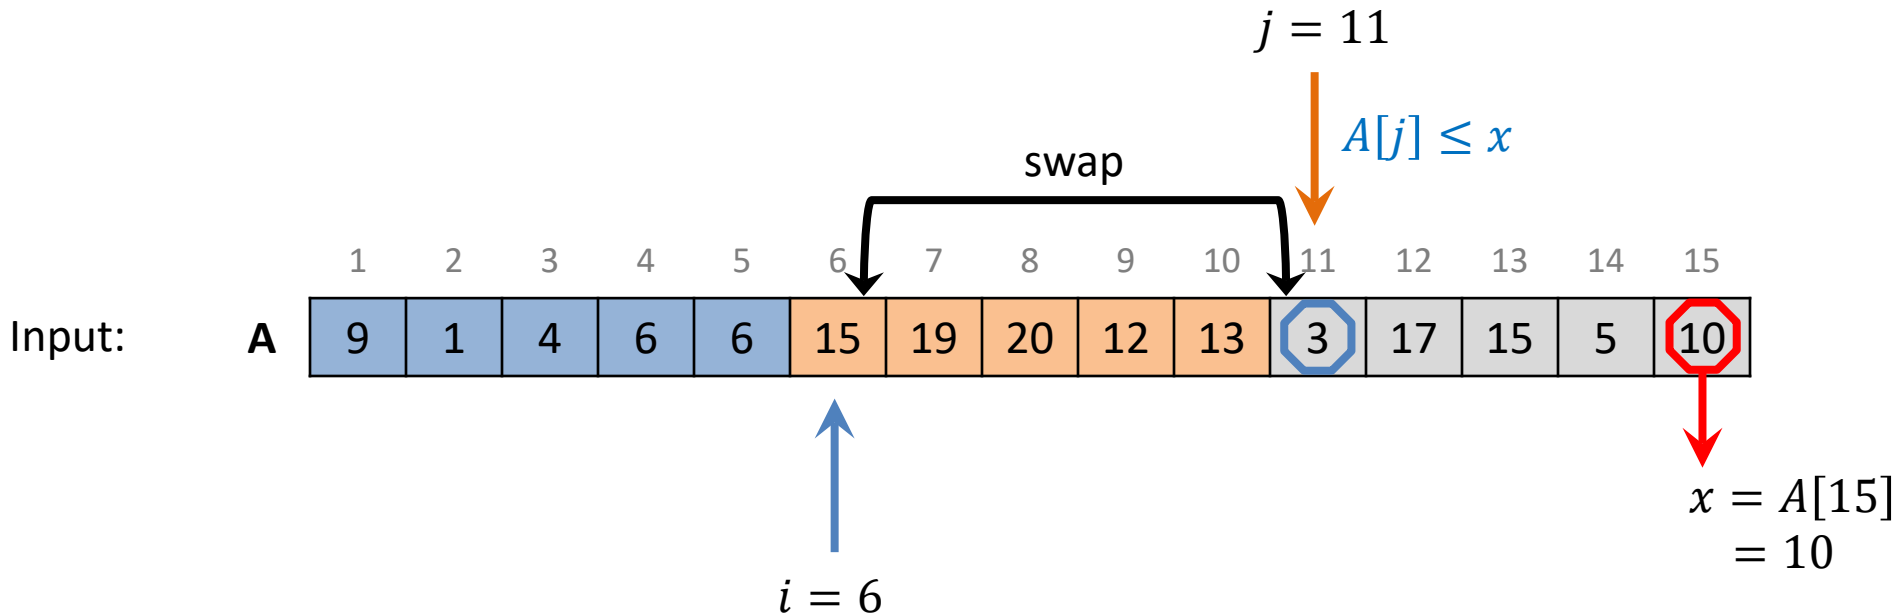 j = 11
A[j] ≤ x
swap
1 2 3 4 5 6 7 8 9 10 11 12 13 14 15
Input: A 9 1 4 6 6 15 19 20 12 13 3 17 15 5 10
x = A[15]
= 10
i = 6